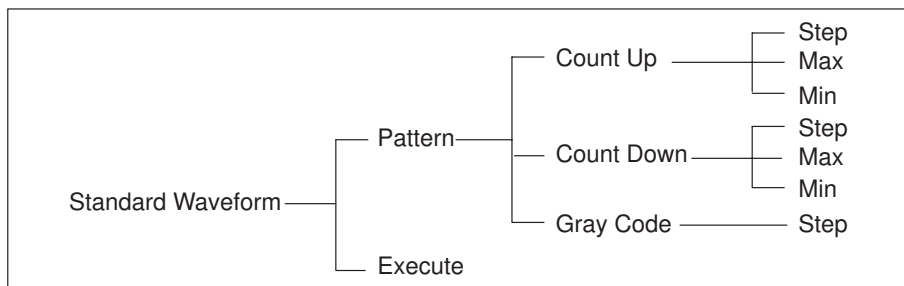 Step
Count Up
Max
Min
Step
Pattern
Count Down
Max
Min
Standard Waveform
Gray Code
Step
Execute